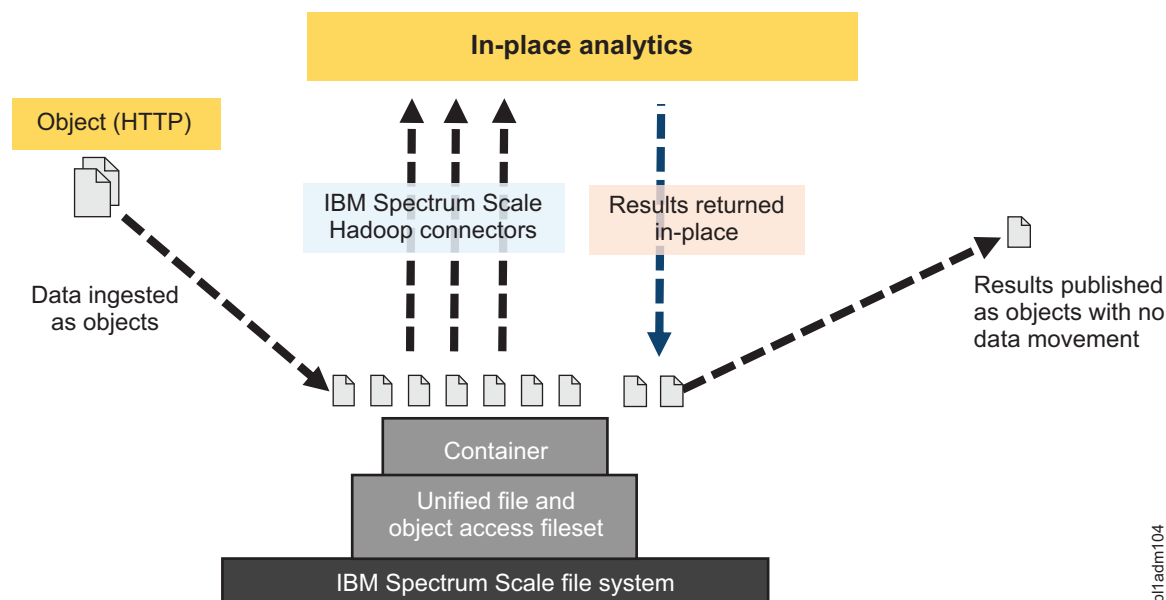 In-place analytics
Object (HTTP)
IBM Spectrum Scale
Hadoop connectors
Results returned
in-place
Data ingested
as objects
Results published
as objects with no
data movement
Container
Unified file and
object access fileset
IBM Spectrum Scale file system